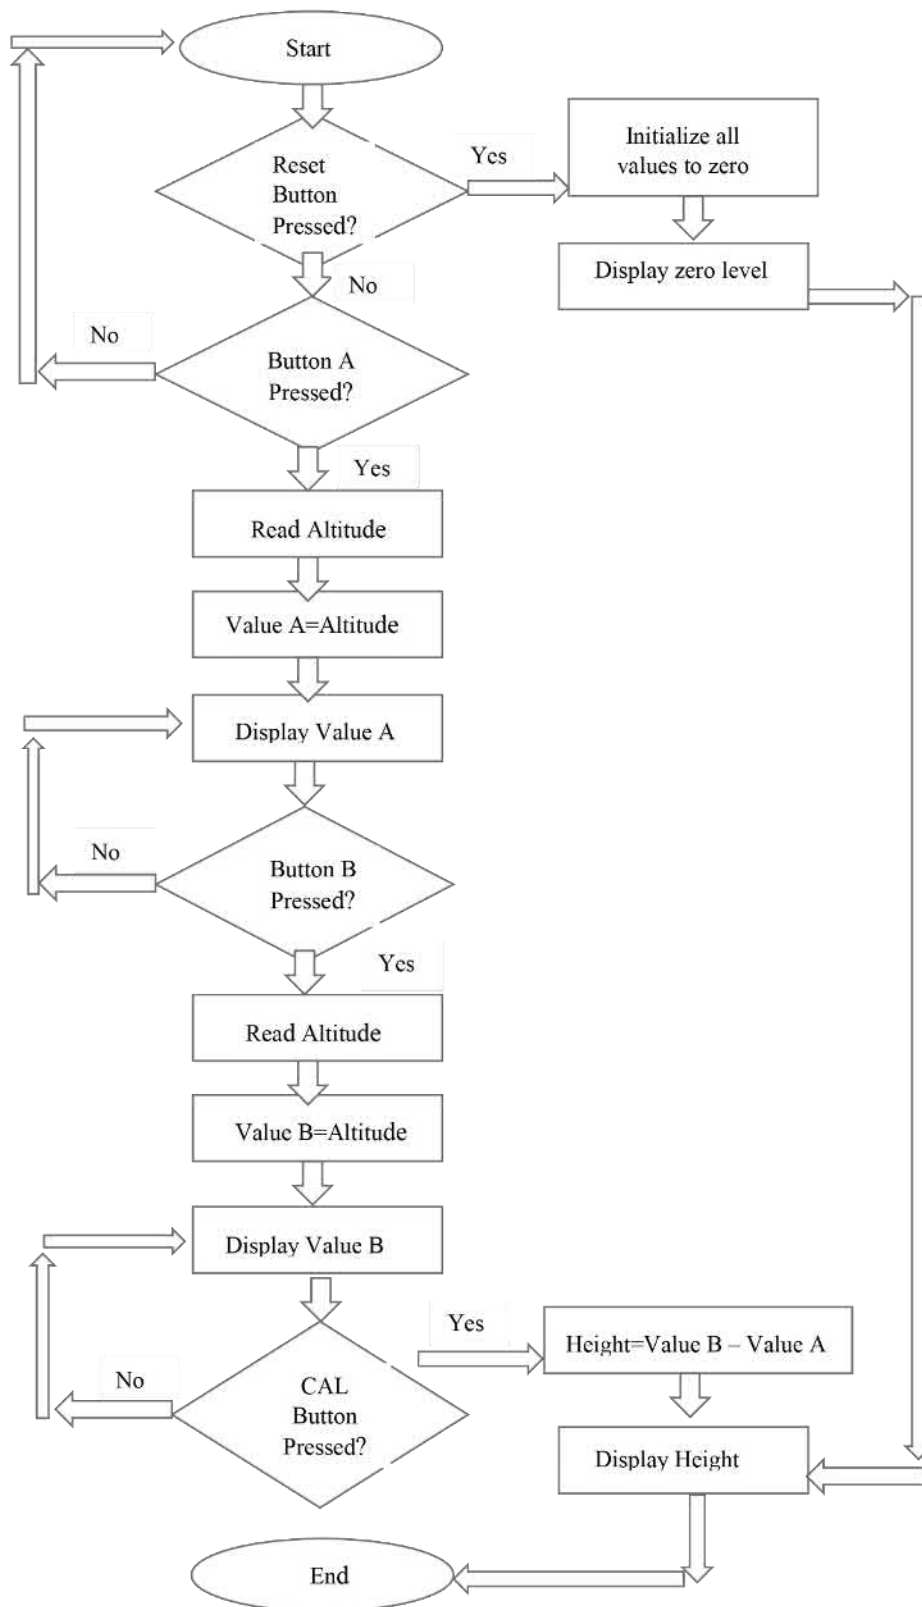 Start
Reset
Button
Pressed?
Yes
Initialize all
values to zero
Display zero level
No
No
Button A
Pressed?
Yes
Read Altitude
Value A=Altitude
Display Value A
No
Button B
Pressed?
Yes
Read Altitude
Value B=Altitude
Display Value B
Yes
Height=Value B – Value A
No
CAL
Button
Pressed?
Display Height
End